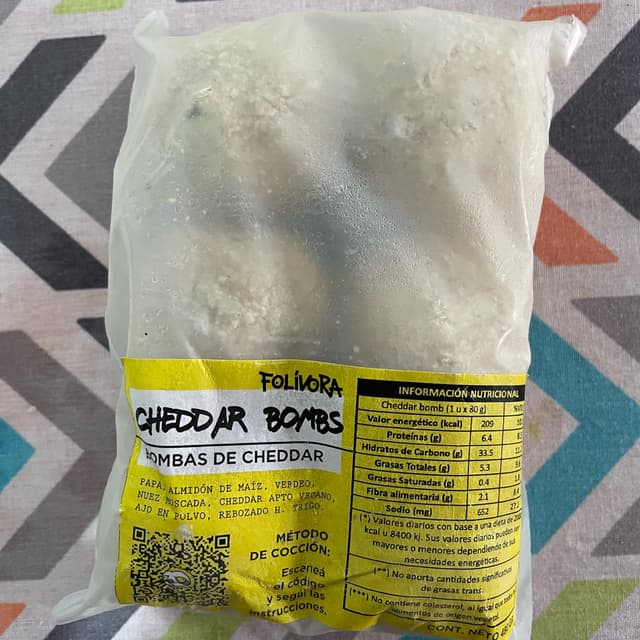 FOLÍVORA
CHEDDAR BOMBS
BOMBAS DE CHEDDAR
PAPA, ALMIDÓN DE MAÍZ, VERDEO,
NUEZ MOSCADA, CHEDDAR APTO VEGANO,
AJO EN POLVO, REBOZADO H. TRIGO.
MÉTODO
DE COCCIÓN:
Escaneá
el código
y seguí las
instrucciones.
INFORMACIÓN NUTRICIONAL
Cheddar bomb (1 u x 80 g)
Valor energético (kcal) 209
Proteínas (g) 6.4
Hidratos de Carbono (g) 33.5
Grasas Totales (g) 5.3
Grasas Saturadas (g) 0.4
Fibra alimentaria (g) 2.1
Sodio (mg) 652
(*) Valores diarios con base a una dieta de
kcal u 8400 kj. Sus valores diarios pueden ser
mayores o menores dependiendo de sus
necesidades energéticas.
(**) No aporta cantidades significativas
de grasas trans.
(***) No contiene colesterol, al igual que
alimentos de origen vegetal.
CONT. NETO